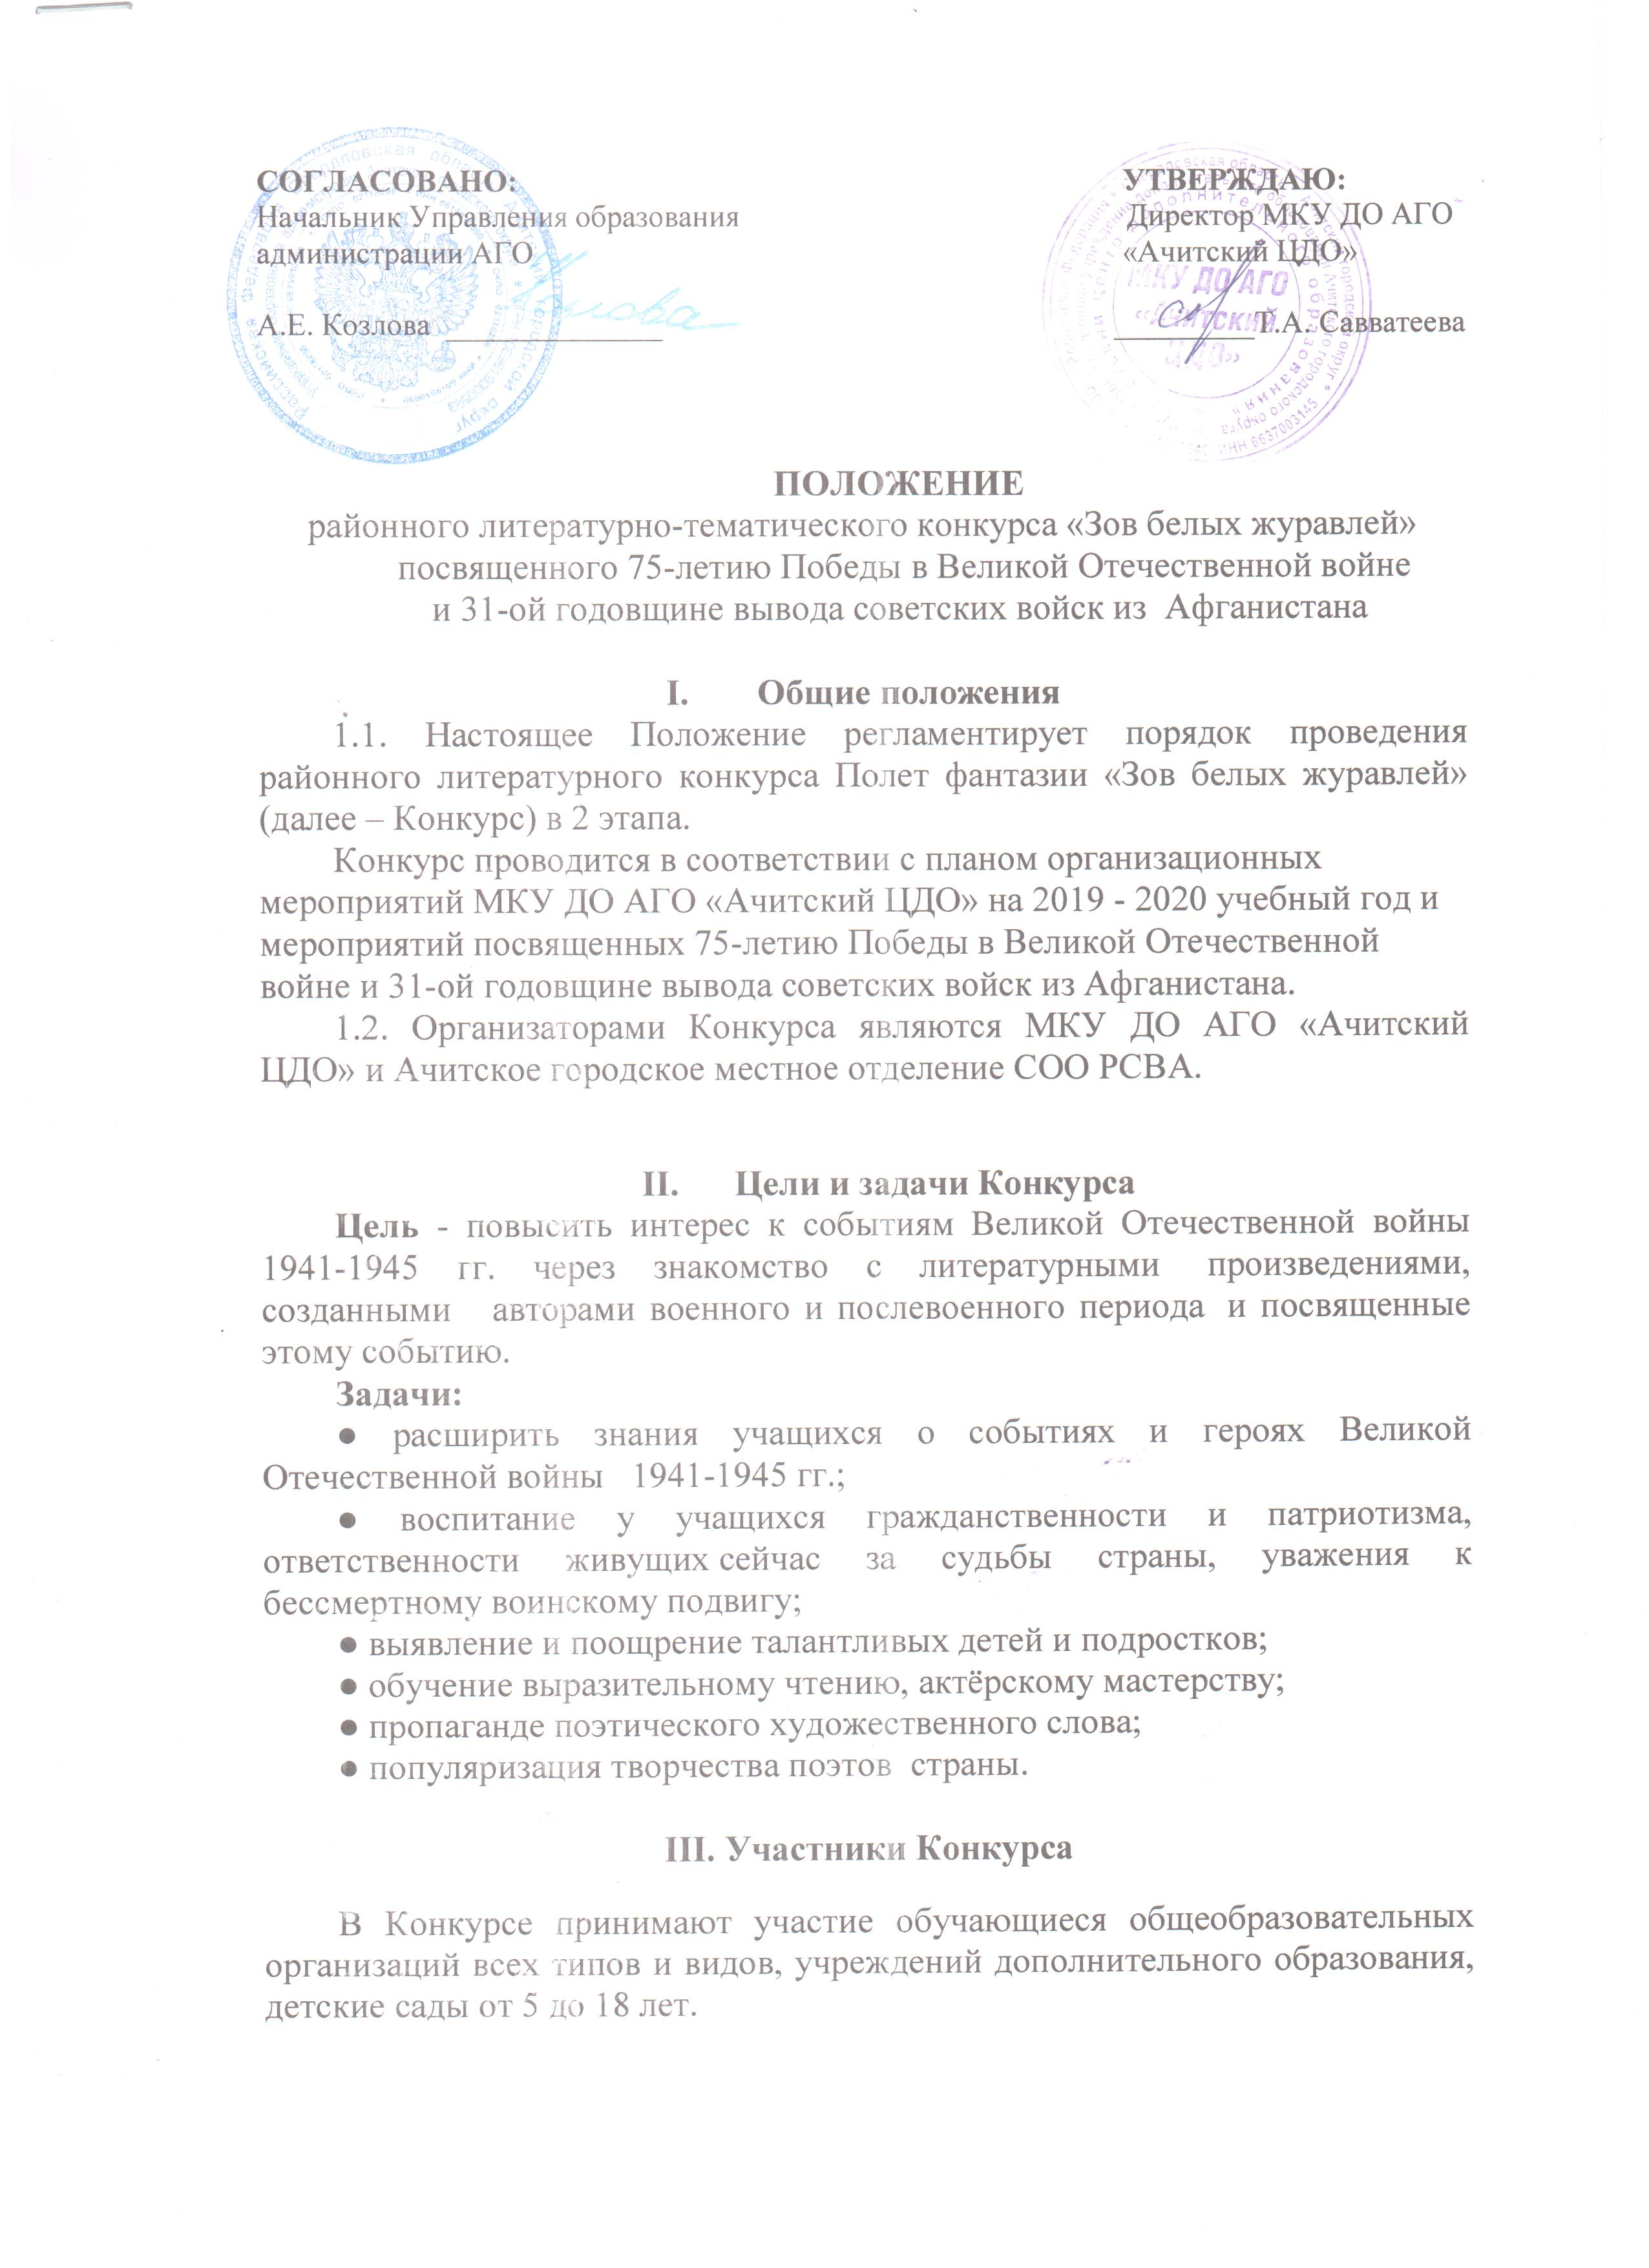 СОГЛАСОВАНО:
Начальник Управления образования
администрации АГО
А.Е. Козлова
УТВЕРЖДАЮ:
Директор МКУ ДО АГО
«Ачитский ЦДО»
Т.А. Савватеева
МКУ ДО АГО
«Ачитский
ЦДО»
ИНН 6637003145
ПОЛОЖЕНИЕ
районного литературно-тематического конкурса «Зов белых журавлей»
посвященного 75-летию Победы в Великой Отечественной войне
и 31-ой годовщине вывода советских войск из Афганистана
I. Общие положения
1.1. Настоящее Положение регламентирует порядок проведения
районного литературного конкурса Полет фантазии «Зов белых журавлей»
(далее – Конкурс) в 2 этапа.
Конкурс проводится в соответствии с планом организационных
мероприятий МКУ ДО АГО «Ачитский ЦДО» на 2019 - 2020 учебный год и
мероприятий посвященных 75-летию Победы в Великой Отечественной
войне и 31-ой годовщине вывода советских войск из Афганистана.
1.2. Организаторами Конкурса являются МКУ ДО АГО «Ачитский
ЦДО» и Ачитское городское местное отделение СОО РСВА.
II. Цели и задачи Конкурса
Цель - повысить интерес к событиям Великой Отечественной войны
1941-1945 гг. через знакомство с литературными произведениями,
созданными авторами военного и послевоенного периода и посвященные
этому событию.
Задачи:
● расширить знания учащихся о событиях и героях Великой
Отечественной войны 1941-1945 гг.;
● воспитание у учащихся гражданственности и патриотизма,
ответственности живущих сейчас за судьбы страны, уважения к
бессмертному воинскому подвигу;
● выявление и поощрение талантливых детей и подростков;
● обучение выразительному чтению, актёрскому мастерству;
● пропаганде поэтического художественного слова;
● популяризация творчества поэтов страны.
III. Участники Конкурса
В Конкурсе принимают участие обучающиеся общеобразовательных
организаций всех типов и видов, учреждений дополнительного образования,
детские сады от 5 до 18 лет.